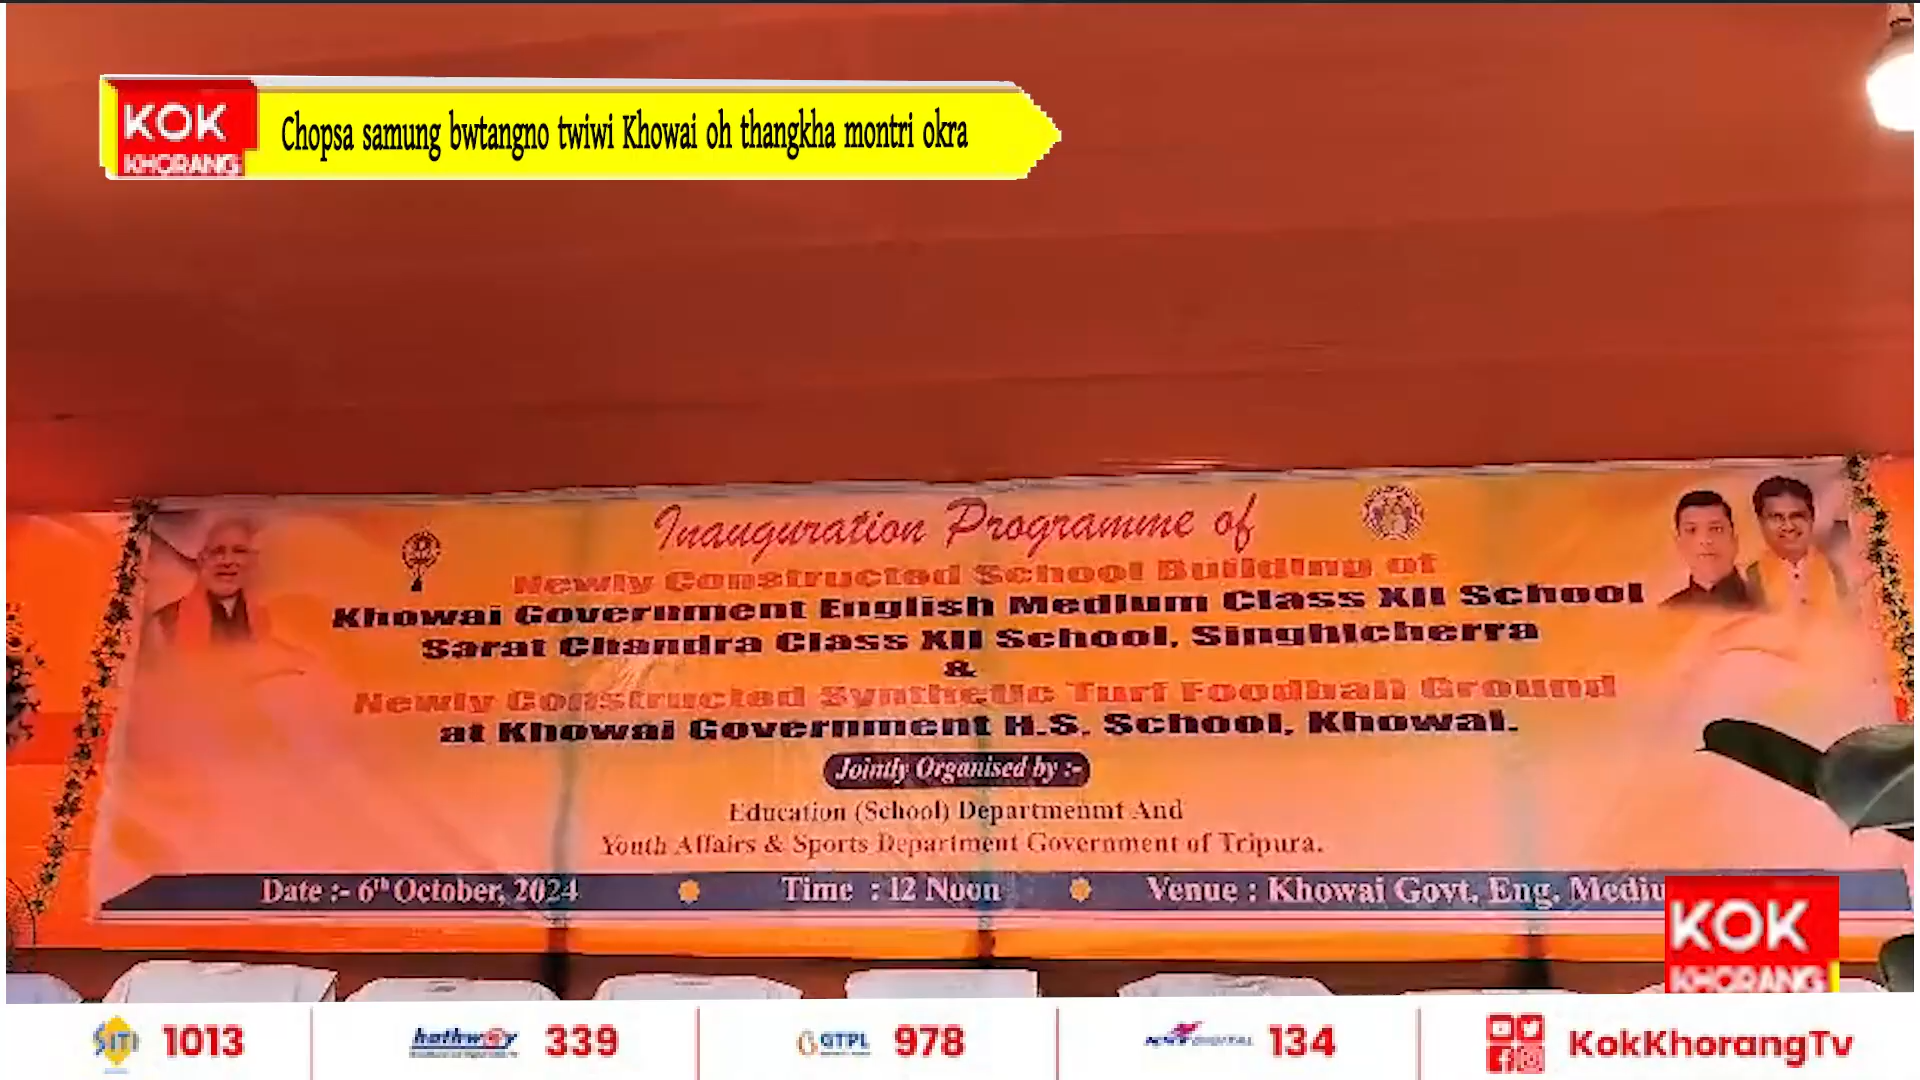 KOK
KHORANG
Chopsa samung bwtangno twiwi Khowai oh thangkha montri okra
Inauguration Programme of
Newly Constructed School Building of
Khowai Government English Medium Class XII School
Sarat Chandra Class XII School, Singhicherra
&
Newly Constructed Synthetic Turf Foodball Ground
at Khowai Government H.S. School, Khowai.
Jointly Organised by :-
Education (School) Departmenmt And
Youth Affairs & Sports Department Government of Tripura.
Date :- 6th October, 2024 Time : 12 Noon Venue : Khowai Govt. Eng. Mediu
KOK
KHORANG
SITI 1013 hathway 339 GTPL 978 DIGITAL 134 KokKhorangTv